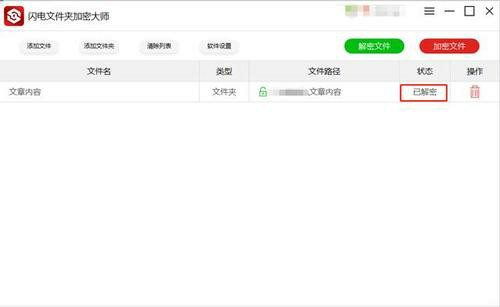 闪电文件夹加密大师
添加文件 添加文件夹 清除列表 软件设置 解密文件 加密文件
文件名 类型 文件路径 状态 操作
文章内容 文件夹 文章内容 已解密